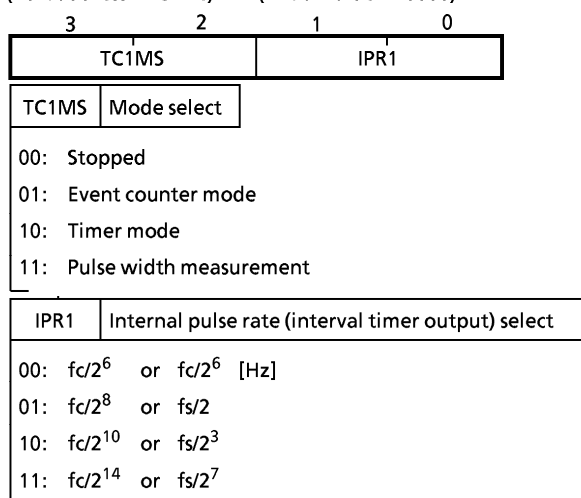 3 2 1 0
TC1MS IPR1
TC1MS Mode select
00: Stopped
01: Event counter mode
10: Timer mode
11: Pulse width measurement
IPR1 Internal pulse rate (interval timer output) select
00: fc/2⁶ or fc/2⁶ [Hz]
01: fc/2⁸ or fs/2
10: fc/2¹⁰ or fs/2³
11: fc/2¹⁴ or fs/2⁷